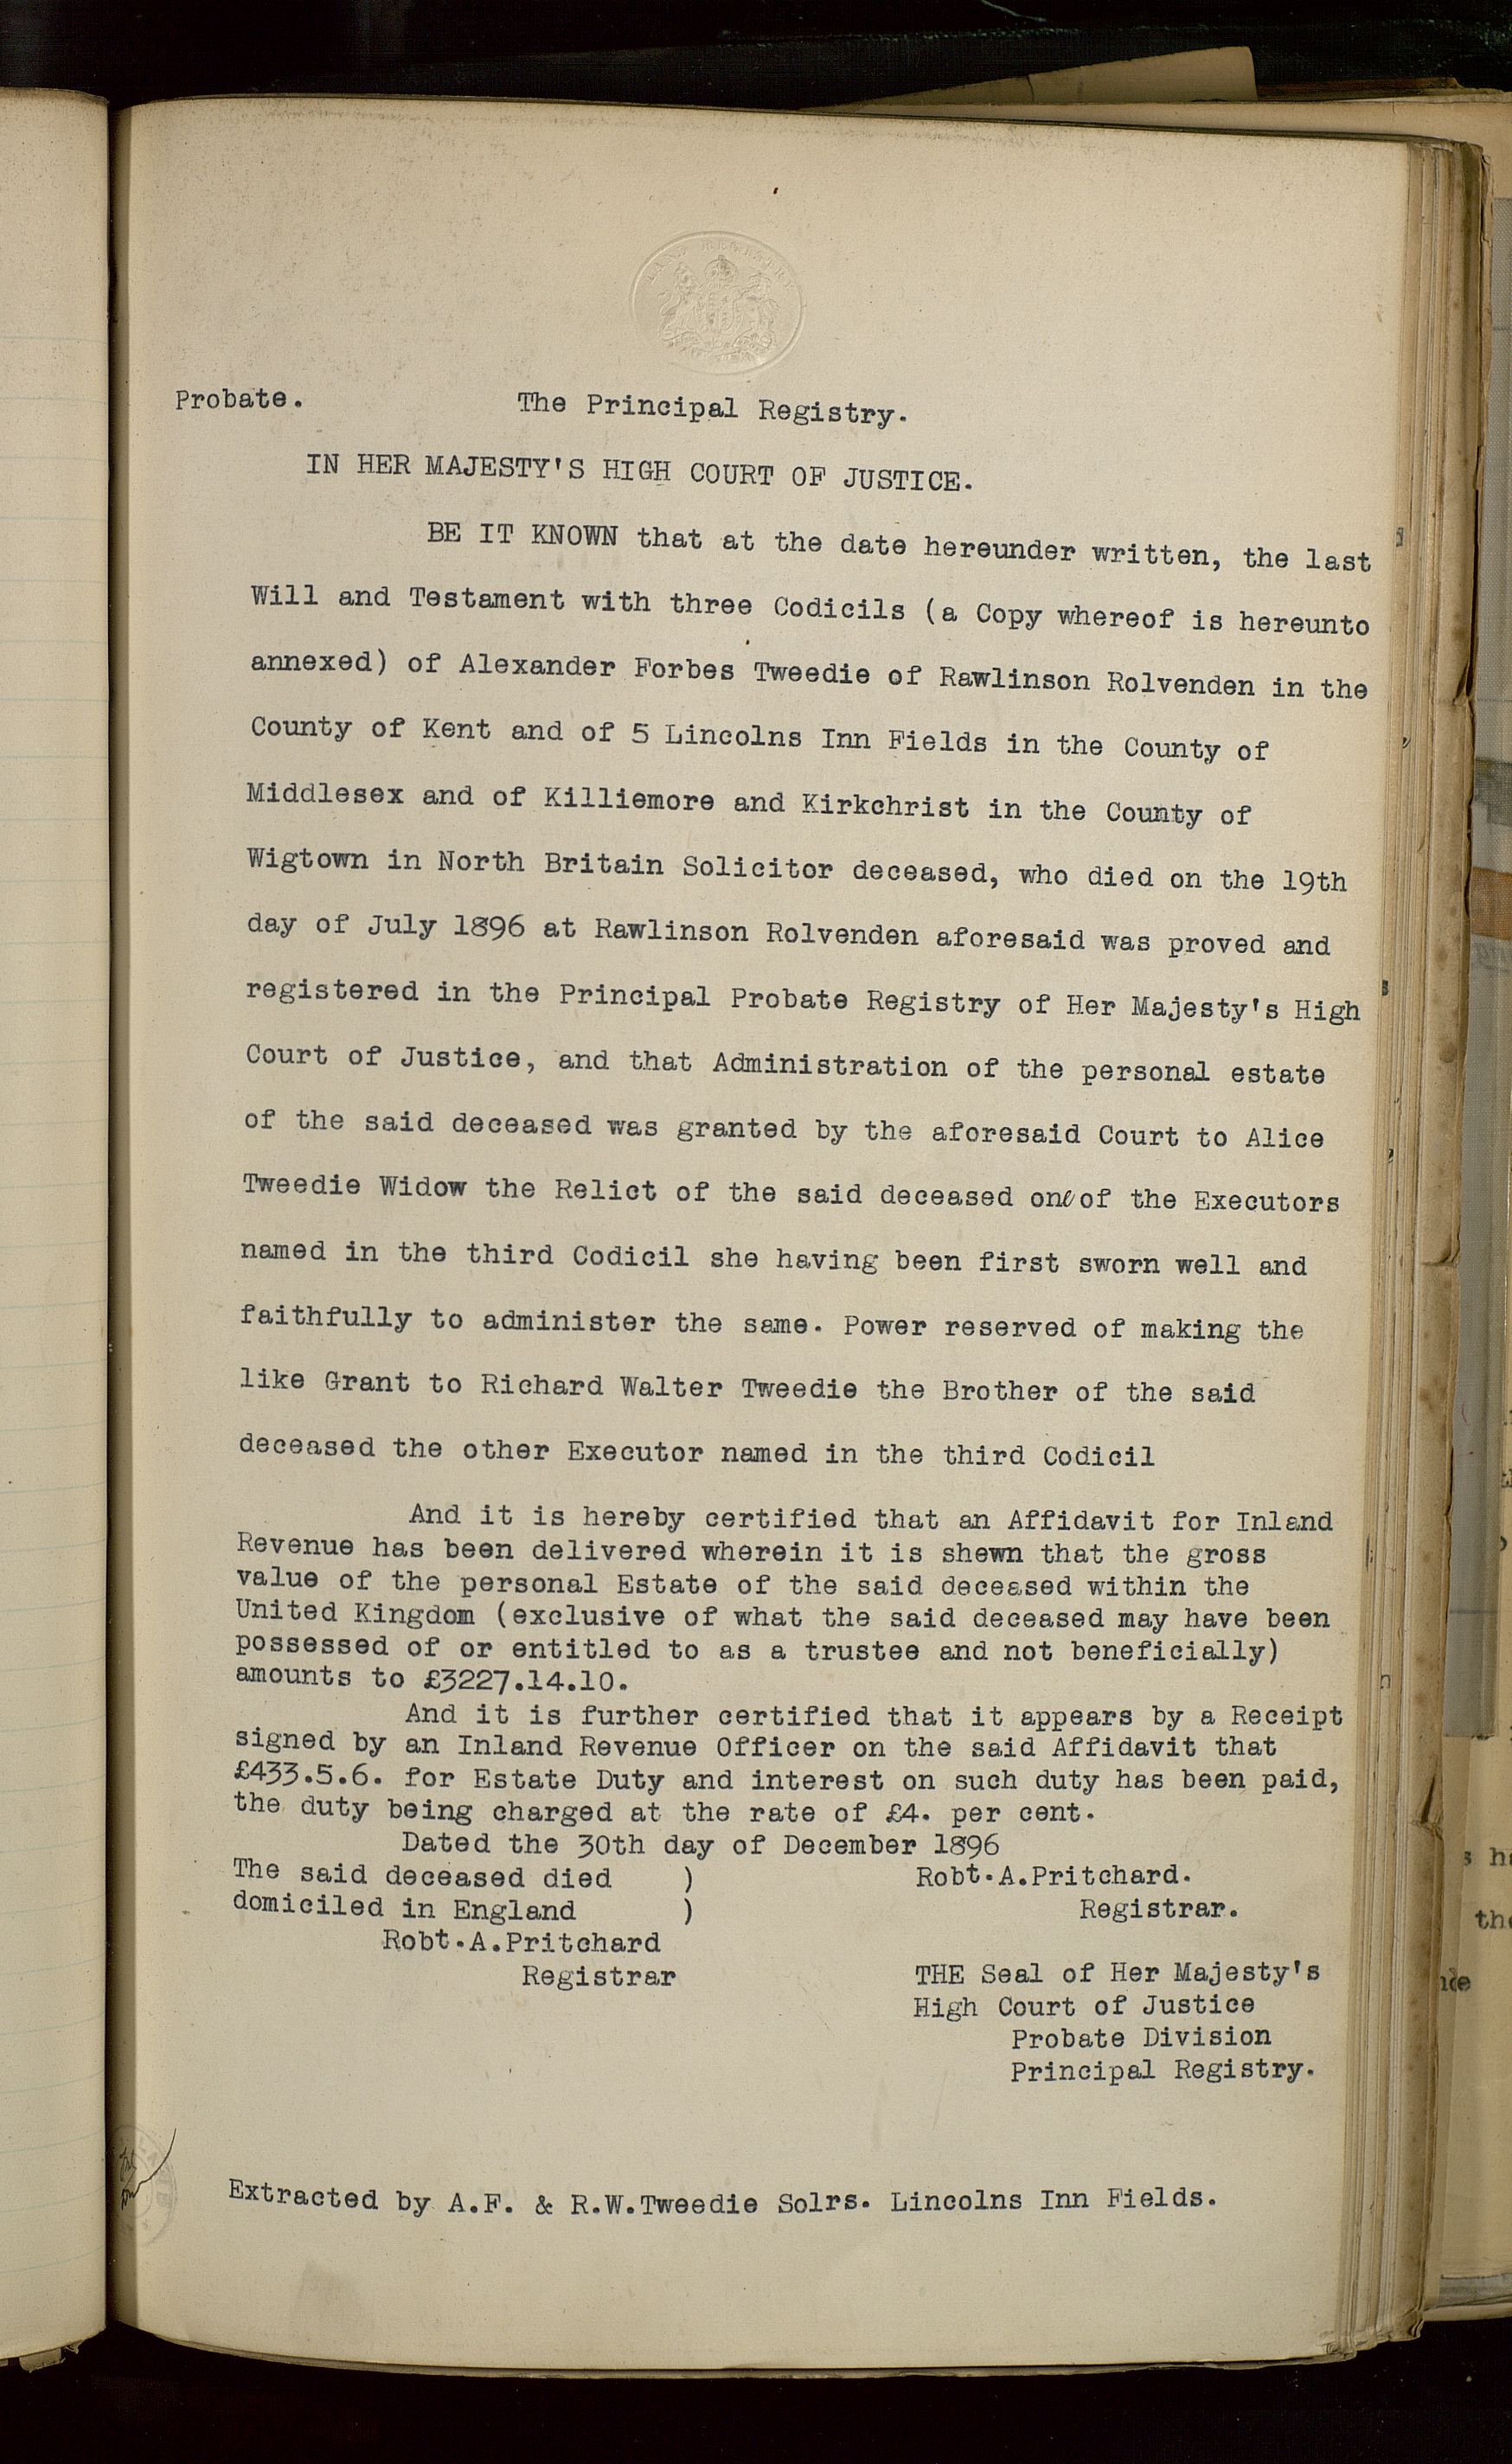 LAND REGISTRY
Probate.
The Principal Registry.
IN HER MAJESTY'S HIGH COURT OF JUSTICE.
BE IT KNOWN that at the date hereunder written, the last
Will and Testament with three Codicils (a Copy whereof is hereunto
annexed) of Alexander Forbes Tweedie of Rawlinson Rolvenden in the
County of Kent and of 5 Lincolns Inn Fields in the County of
Middlesex and of Killiemore and Kirkchrist in the County of
Wigtown in North Britain Solicitor deceased, who died on the 19th
day of July 1896 at Rawlinson Rolvenden aforesaid was proved and
registered in the Principal Probate Registry of Her Majesty's High
Court of Justice, and that Administration of the personal estate
of the said deceased was granted by the aforesaid Court to Alice
Tweedie Widow the Relict of the said deceased one of the Executors
named in the third Codicil she having been first sworn well and
faithfully to administer the same. Power reserved of making the
like Grant to Richard Walter Tweedie the Brother of the said
deceased the other Executor named in the third Codicil
And it is hereby certified that an Affidavit for Inland
Revenue has been delivered wherein it is shewn that the gross
value of the personal Estate of the said deceased within the
United Kingdom (exclusive of what the said deceased may have been
possessed of or entitled to as a trustee and not beneficially)
amounts to £3227.14.10.
And it is further certified that it appears by a Receipt
signed by an Inland Revenue Officer on the said Affidavit that
£433.5.6. for Estate Duty and interest on such duty has been paid,
the duty being charged at the rate of £4. per cent.
Dated the 30th day of December 1896
The said deceased died )
domiciled in England )
Robt.A.Pritchard
Registrar
Robt.A.Pritchard.
Registrar.
THE Seal of Her Majesty's
High Court of Justice
Probate Division
Principal Registry.
Extracted by A.F. & R.W.Tweedie Solrs. Lincolns Inn Fields.